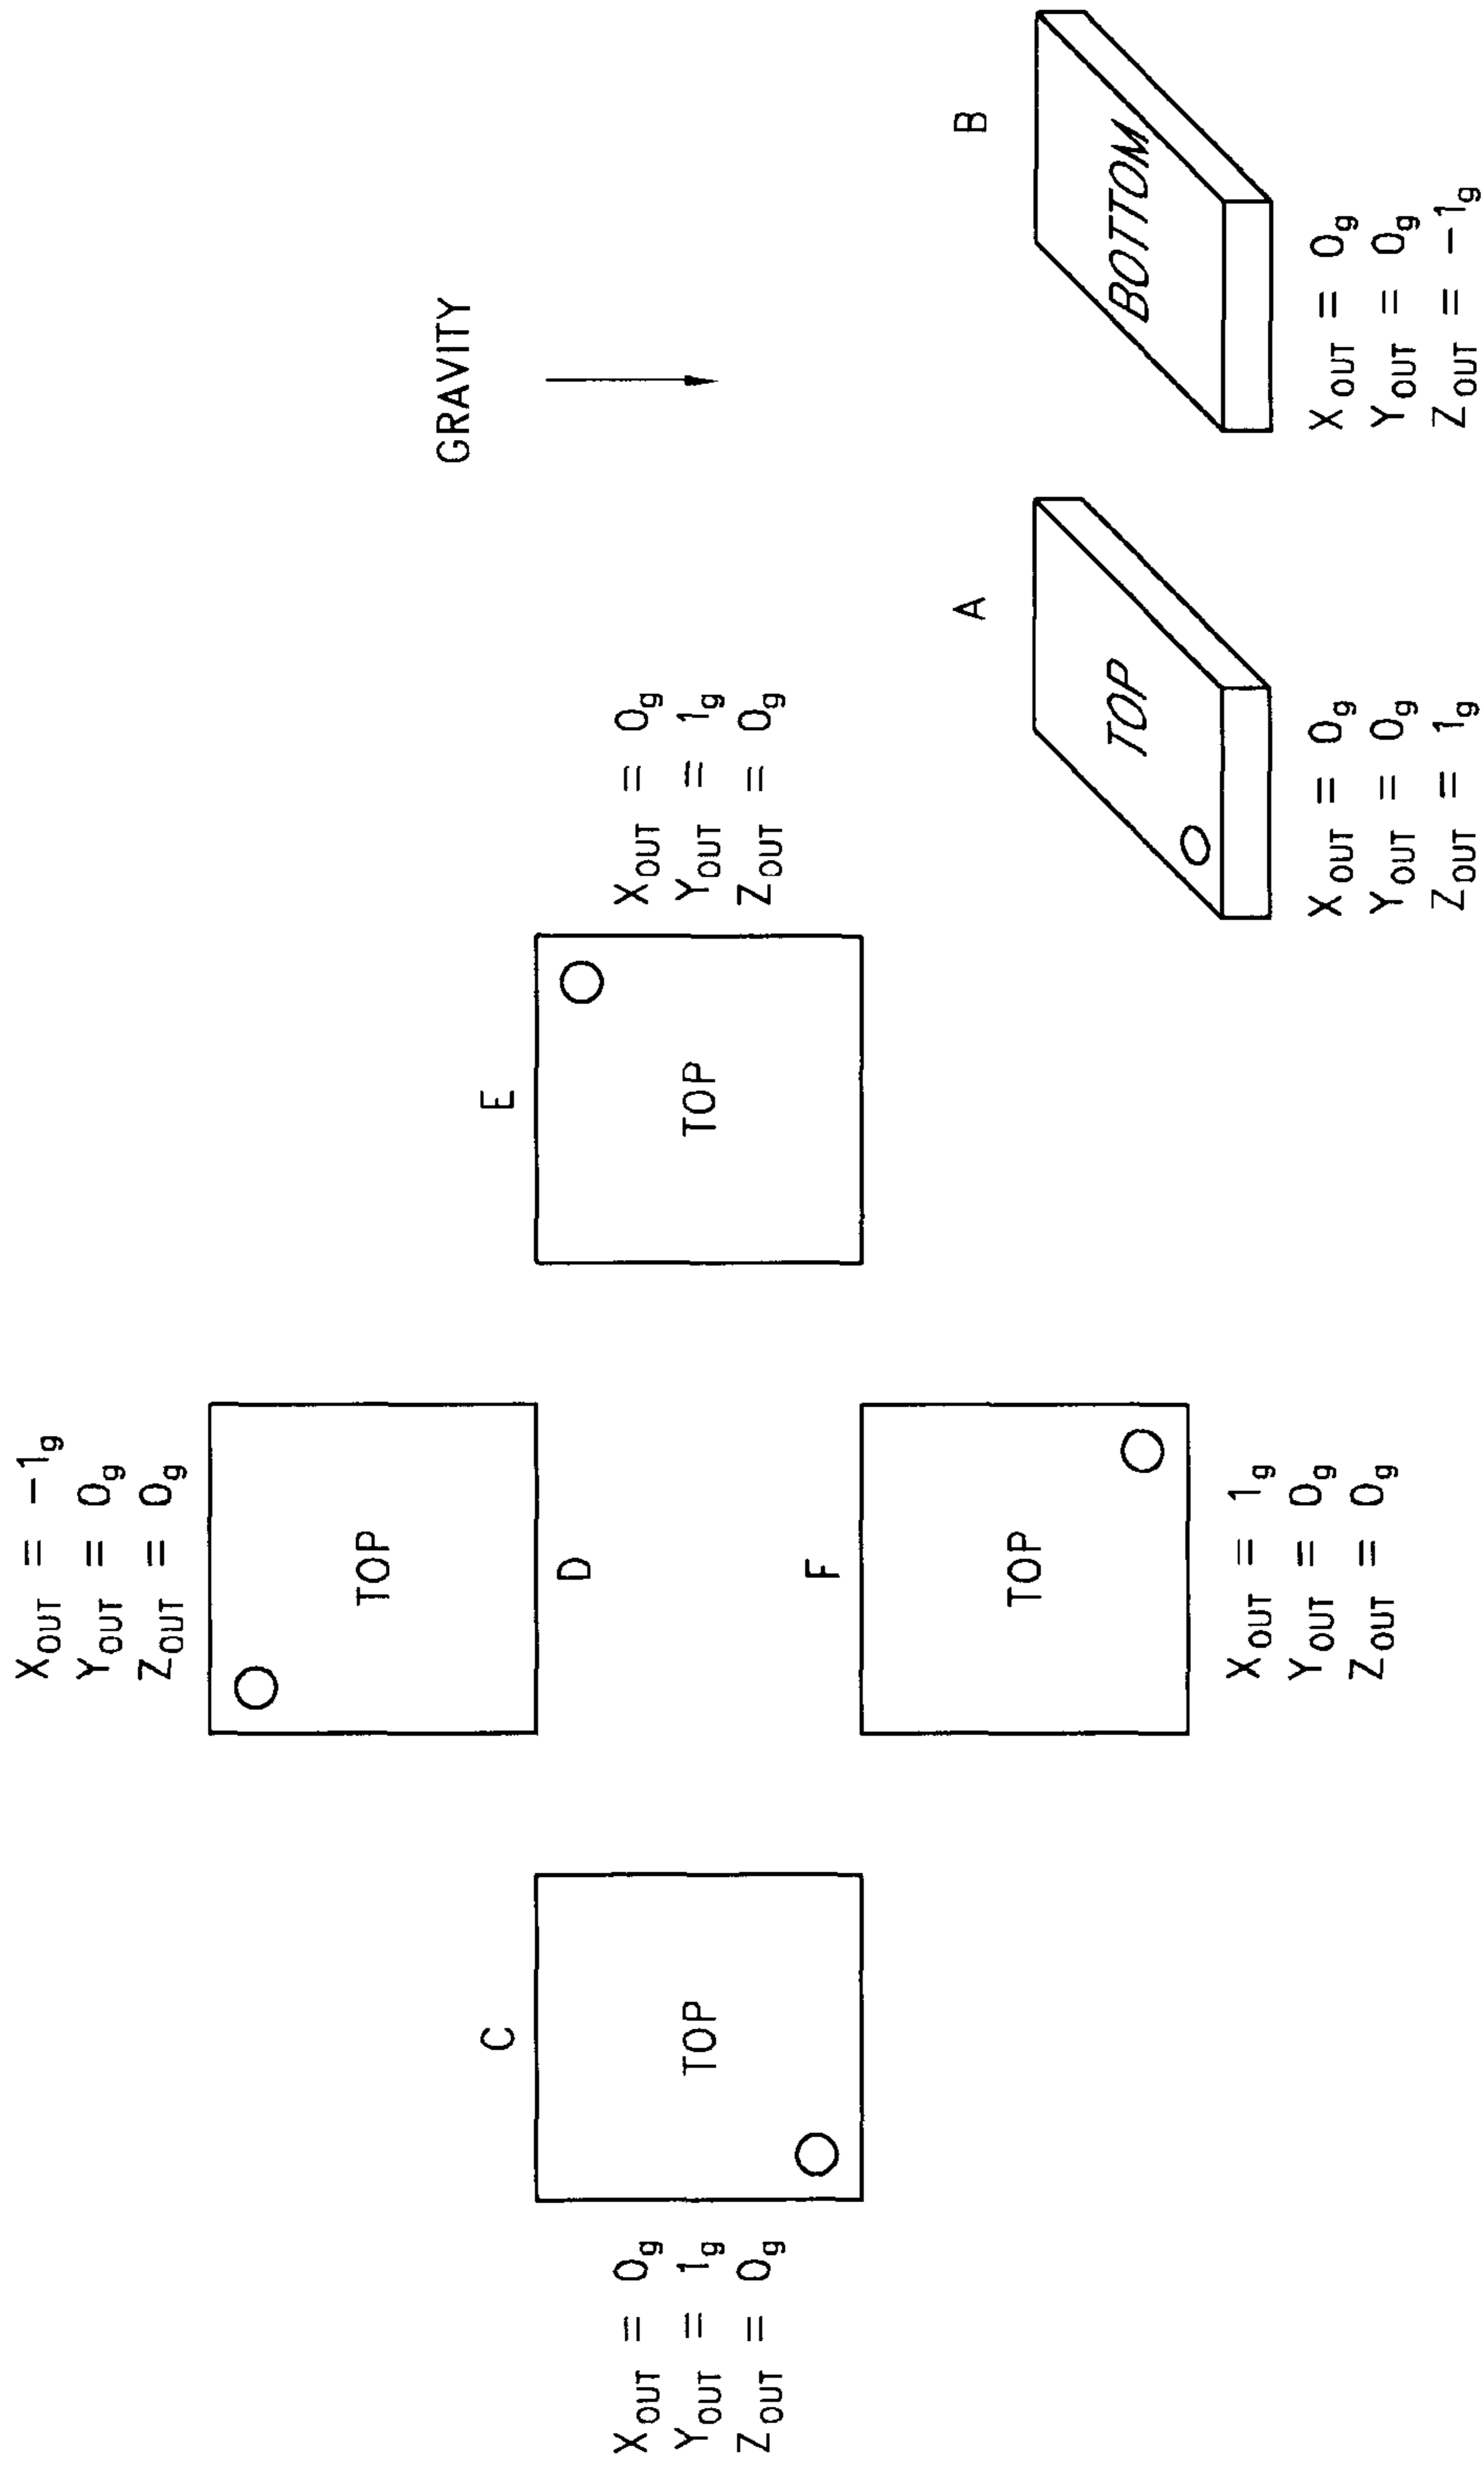 X_OUT = 0g
Y_OUT = 1g
Z_OUT = 0g
C
TOP
X_OUT = -1g
Y_OUT = 0g
Z_OUT = 0g
TOP
D
F
TOP
X_OUT = 1g
Y_OUT = 0g
Z_OUT = 0g
E
TOP
X_OUT = 0g
Y_OUT = 1g
Z_OUT = 0g
GRAVITY
A
TOP
X_OUT = 0g
Y_OUT = 0g
Z_OUT = 1g
B
BOTTOM
X_OUT = 0g
Y_OUT = 0g
Z_OUT = -1g